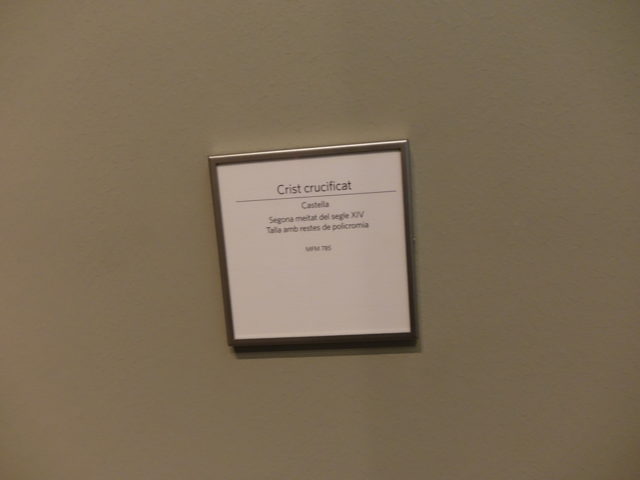 Crist crucificat
Castella
Segona meitat del segle XIV
Talla amb restes de policromia
MFM 785